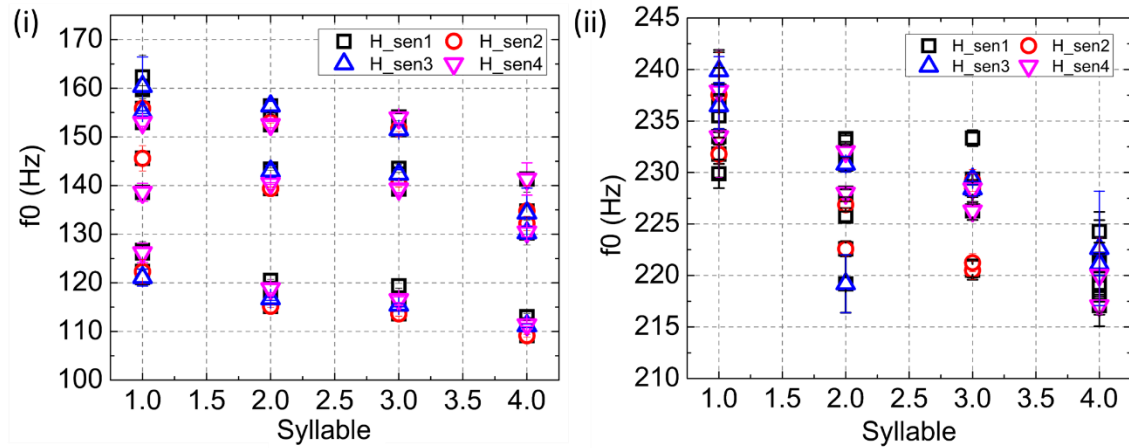 (i)
170
160
150
140
130
120
110
100
f0 (Hz)
H_sen1 H_sen2
H_sen3 H_sen4
1.0 1.5 2.0 2.5 3.0 3.5 4.0
Syllable
(ii)
245
240
235
230
225
220
215
210
f0 (Hz)
H_sen1 H_sen2
H_sen3 H_sen4
1.0 1.5 2.0 2.5 3.0 3.5 4.0
Syllable